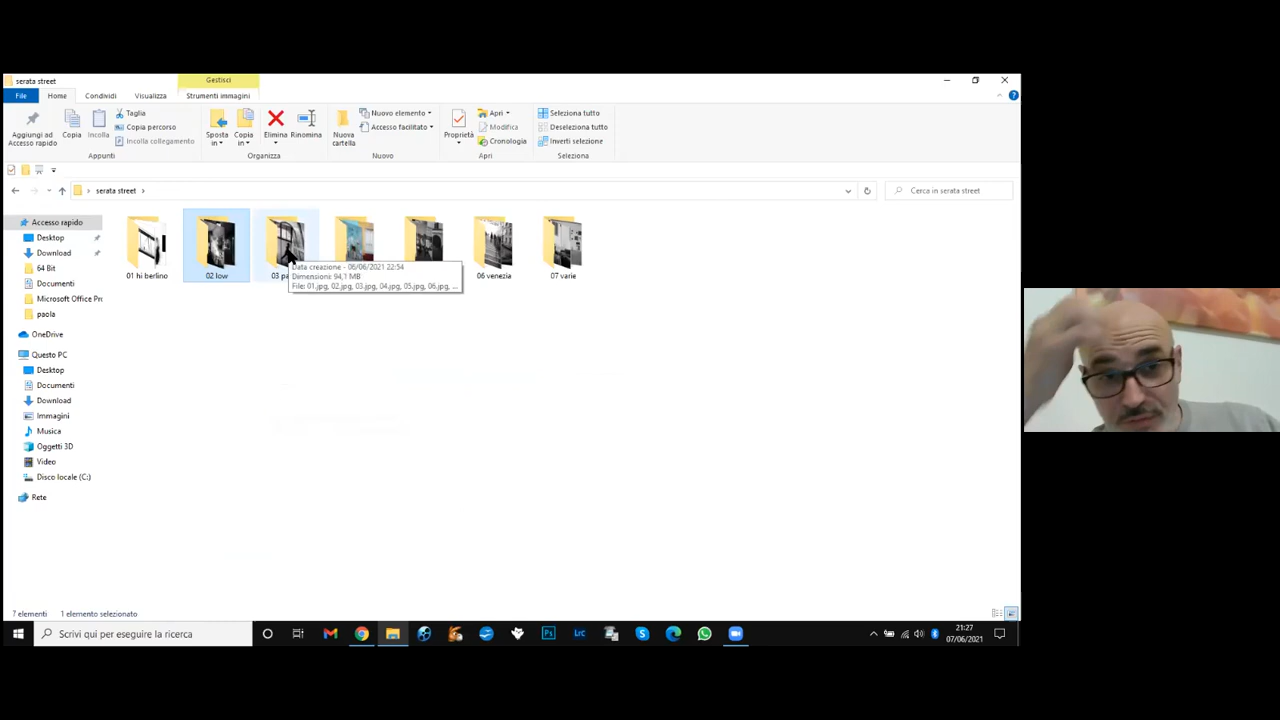 serata street
Gestisci
File
Home
Condividi
Visualizza
Strumenti immagini
Aggiungi ad
Accesso rapido
Copia
Incolla
Taglia
Copia percorso
Incolla collegamento
Appunti
Sposta
in
Copia
in
Elimina
Rinomina
Organizza
Nuova
cartella
Nuovo elemento
Accesso facilitato
Nuovo
Proprietà
Apri
Modifica
Cronologia
Apri
Seleziona tutto
Deseleziona tutto
Inverti selezione
Seleziona
serata street
Cerca in serata street
Accesso rapido
Desktop
Download
64 Bit
Documenti
Microsoft Office Pro
paola
OneDrive
Questo PC
Desktop
Documenti
Download
Immagini
Musica
Oggetti 3D
Video
Disco locale (C:)
Rete
01 hi berlino
02 low
03
06 venezia
07 varie
Data creazione - 06/06/2021 22:54
Dimensioni: 94,1 MB
File: 01.jpg, 02.jpg, 03.jpg, 04.jpg, 05.jpg, 06.jpg, ...
7 elementi
1 elemento selezionato
Scrivi qui per eseguire la ricerca
Ps
Lrc
21:27
07/06/2021